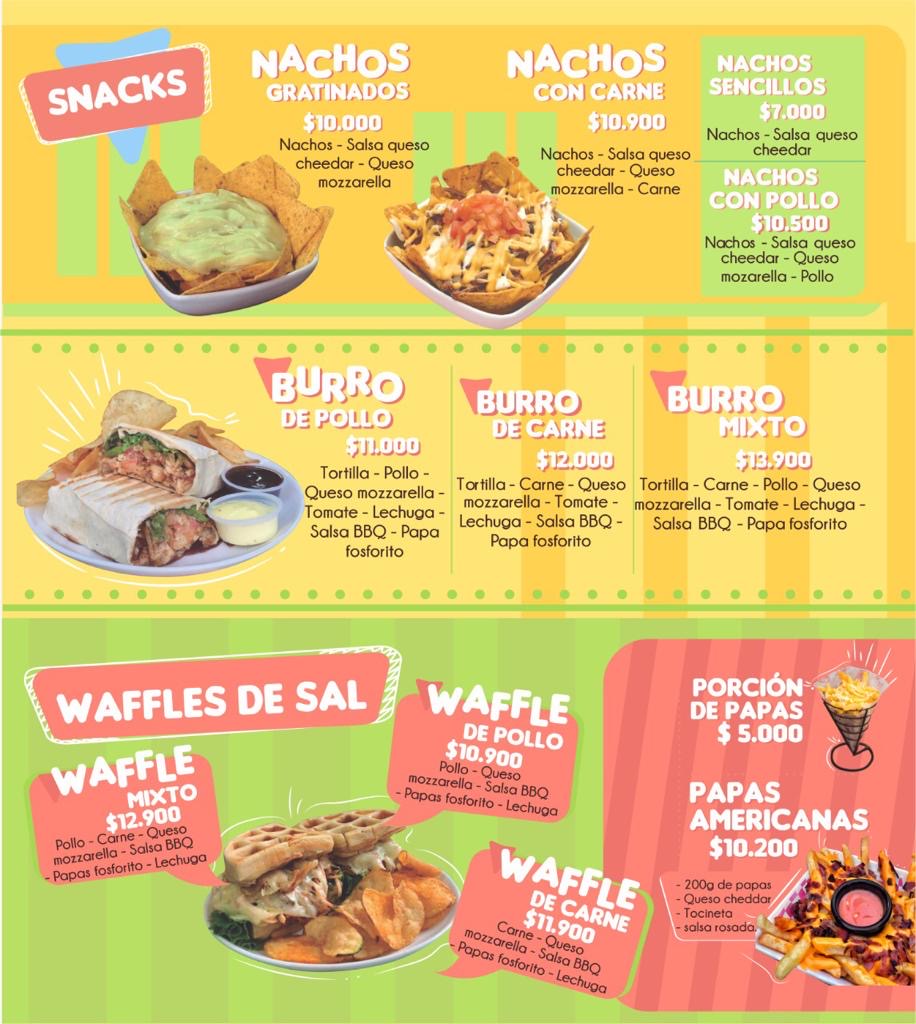 SNACKS
NACHOS
GRATINADOS
$10.000
Nachos - Salsa queso
cheedar - Queso
mozzarella
NACHOS
CON CARNE
$10.900
Nachos - Salsa queso
cheedar - Queso
mozzarella - Carne
NACHOS
SENCILLOS
$7.000
Nachos - Salsa queso
cheedar
NACHOS
CON POLLO
$10.500
Nachos - Salsa queso
cheedar - Queso
mozarella - Pollo
BURRO
DE POLLO
$11.000
Tortilla - Pollo -
Queso mozzarella -
Tomate - Lechuga -
Salsa BBQ - Papa
fosforito
BURRO
DE CARNE
$12.000
Tortilla - Carne - Queso
mozzarella - Tomate -
Lechuga - Salsa BBQ -
Papa fosforito
BURRO
MIXTO
$13.900
Tortilla - Carne - Pollo - Queso
mozzarella - Tomate - Lechuga -
Salsa BBQ - Papa fosforito
WAFFLES DE SAL
WAFFLE
MIXTO
$12.900
Pollo - Carne - Queso
mozzarella - Salsa BBQ
- Papas fosforito - Lechuga
WAFFLE
DE POLLO
$10.900
Pollo - Queso
mozzarella - Salsa BBQ
- Papas fosforito - Lechuga
WAFFLE
DE CARNE
$11.900
Carne - Queso
mozzarella - Salsa BBQ
- Papas fosforito - Lechuga
PORCIÓN
DE PAPAS
$ 5.000
PAPAS
AMERICANAS
$10.200
- 200g de papas
- Queso cheddar
- Tocineta
- salsa rosada.